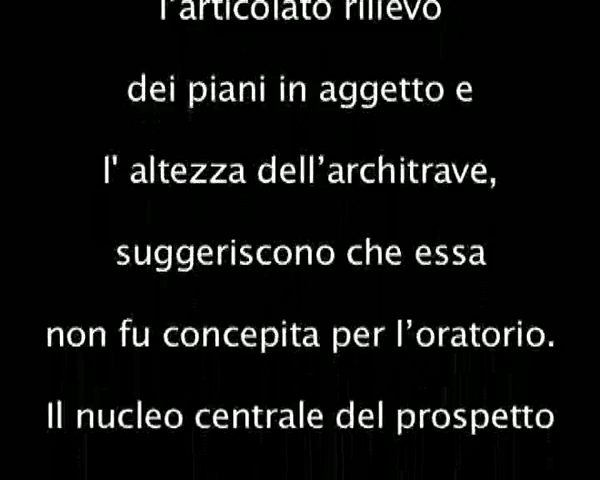 l'articolato rilievo
dei piani in aggetto e
l' altezza dell’architrave,
suggeriscono che essa
non fu concepita per l’oratorio.
Il nucleo centrale del prospetto